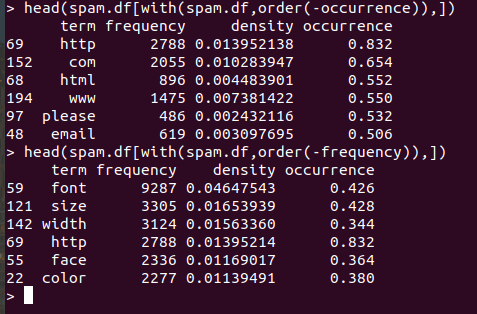 > head(spam.df[with(spam.df,order(-occurrence)),])
term frequency density occurrence
69 http 2788 0.013952138 0.832
152 com 2055 0.010283947 0.654
68 html 896 0.004483901 0.552
194 www 1475 0.007381422 0.550
97 please 486 0.002432116 0.532
48 email 619 0.003097695 0.506
> head(spam.df[with(spam.df,order(-frequency)),])
term frequency density occurrence
59 font 9287 0.04647543 0.426
121 size 3305 0.01653939 0.428
142 width 3124 0.01563360 0.344
69 http 2788 0.01395214 0.832
55 face 2336 0.01169017 0.364
22 color 2277 0.01139491 0.380
>